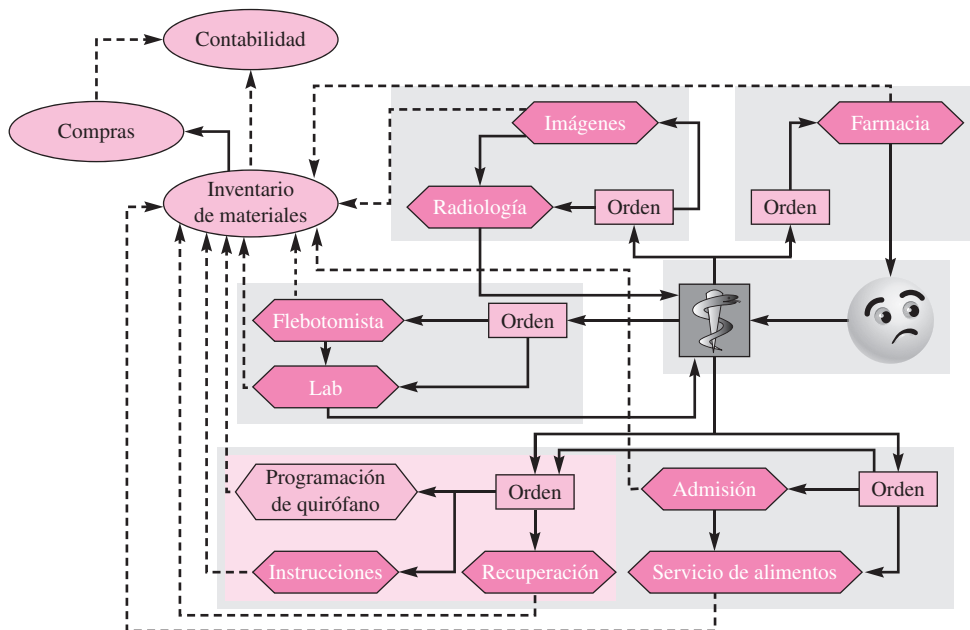 Contabilidad
Compras
Imágenes
Farmacia
Inventario
de materiales
Radiología
Orden
Orden
Flebotomista
Orden
Lab
Programación
de quirófano
Orden
Admisión
Orden
Instrucciones
Recuperación
Servicio de alimentos